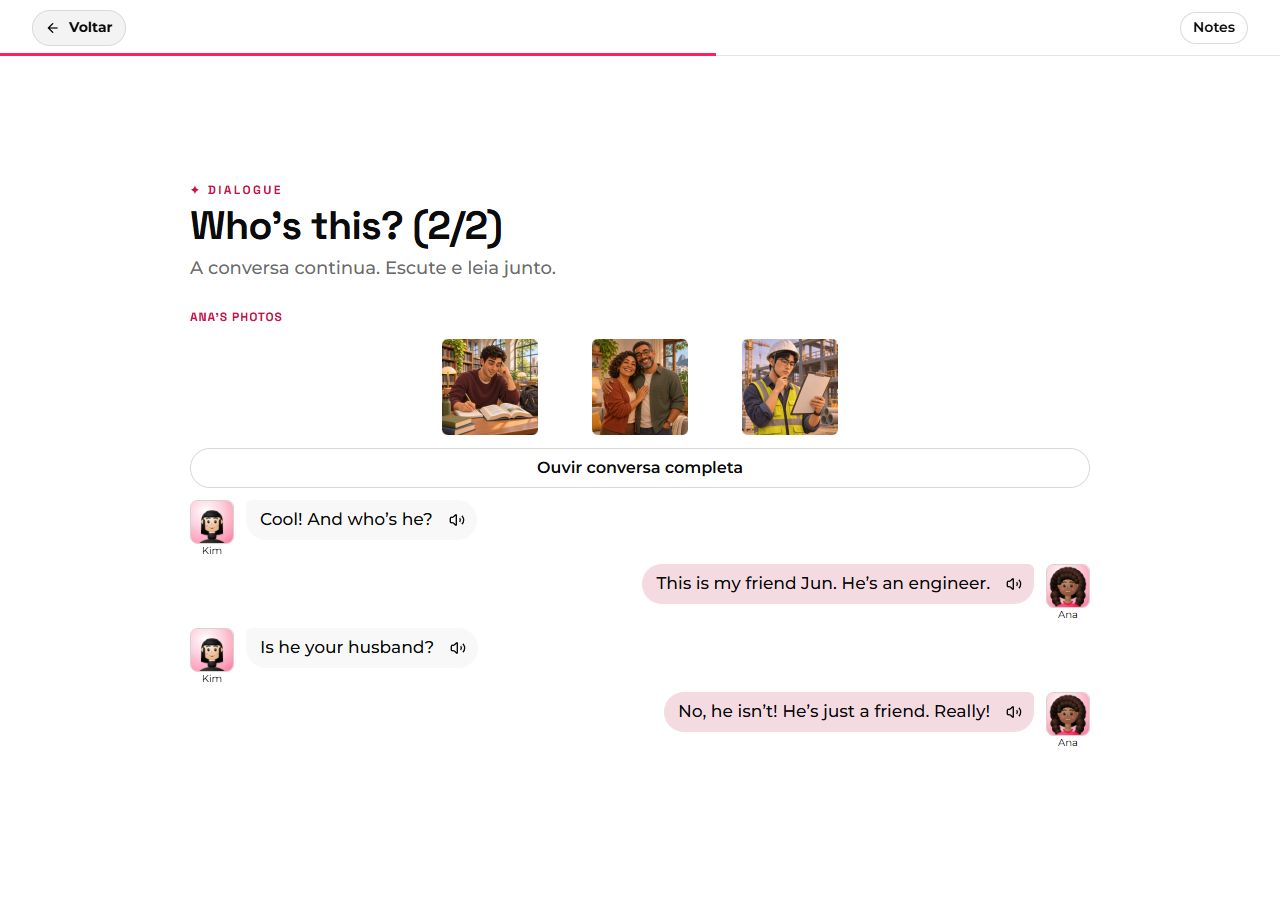 Voltar
Notes
DIALOGUE
Who’s this? (2/2)
A conversa continua. Escute e leia junto.
ANA’S PHOTOS
Ouvir conversa completa
Cool! And who’s he?
Kim
This is my friend Jun. He’s an engineer.
Ana
Is he your husband?
Kim
No, he isn’t! He’s just a friend. Really!
Ana